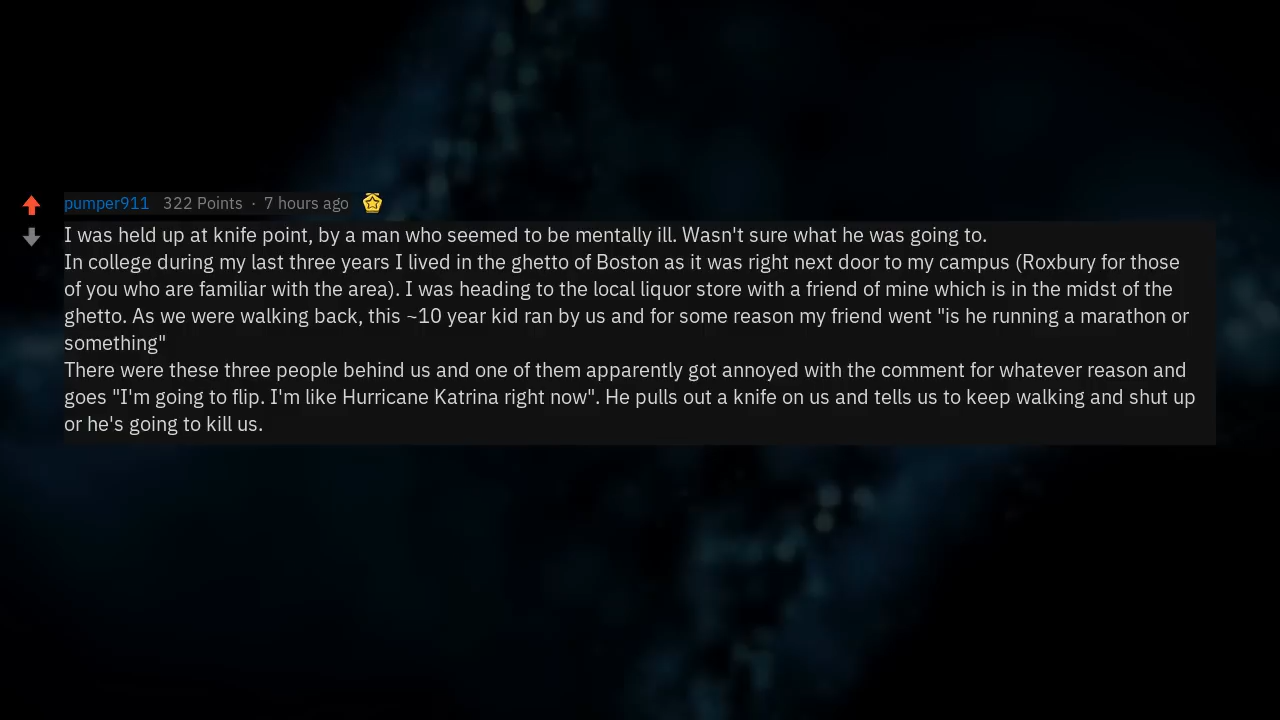 pumper911 322 Points · 7 hours ago
I was held up at knife point, by a man who seemed to be mentally ill. Wasn't sure what he was going to.
In college during my last three years I lived in the ghetto of Boston as it was right next door to my campus (Roxbury for those
of you who are familiar with the area). I was heading to the local liquor store with a friend of mine which is in the midst of the
ghetto. As we were walking back, this ~10 year kid ran by us and for some reason my friend went "is he running a marathon or
something"
There were these three people behind us and one of them apparently got annoyed with the comment for whatever reason and
goes "I'm going to flip. I'm like Hurricane Katrina right now". He pulls out a knife on us and tells us to keep walking and shut up
or he's going to kill us.